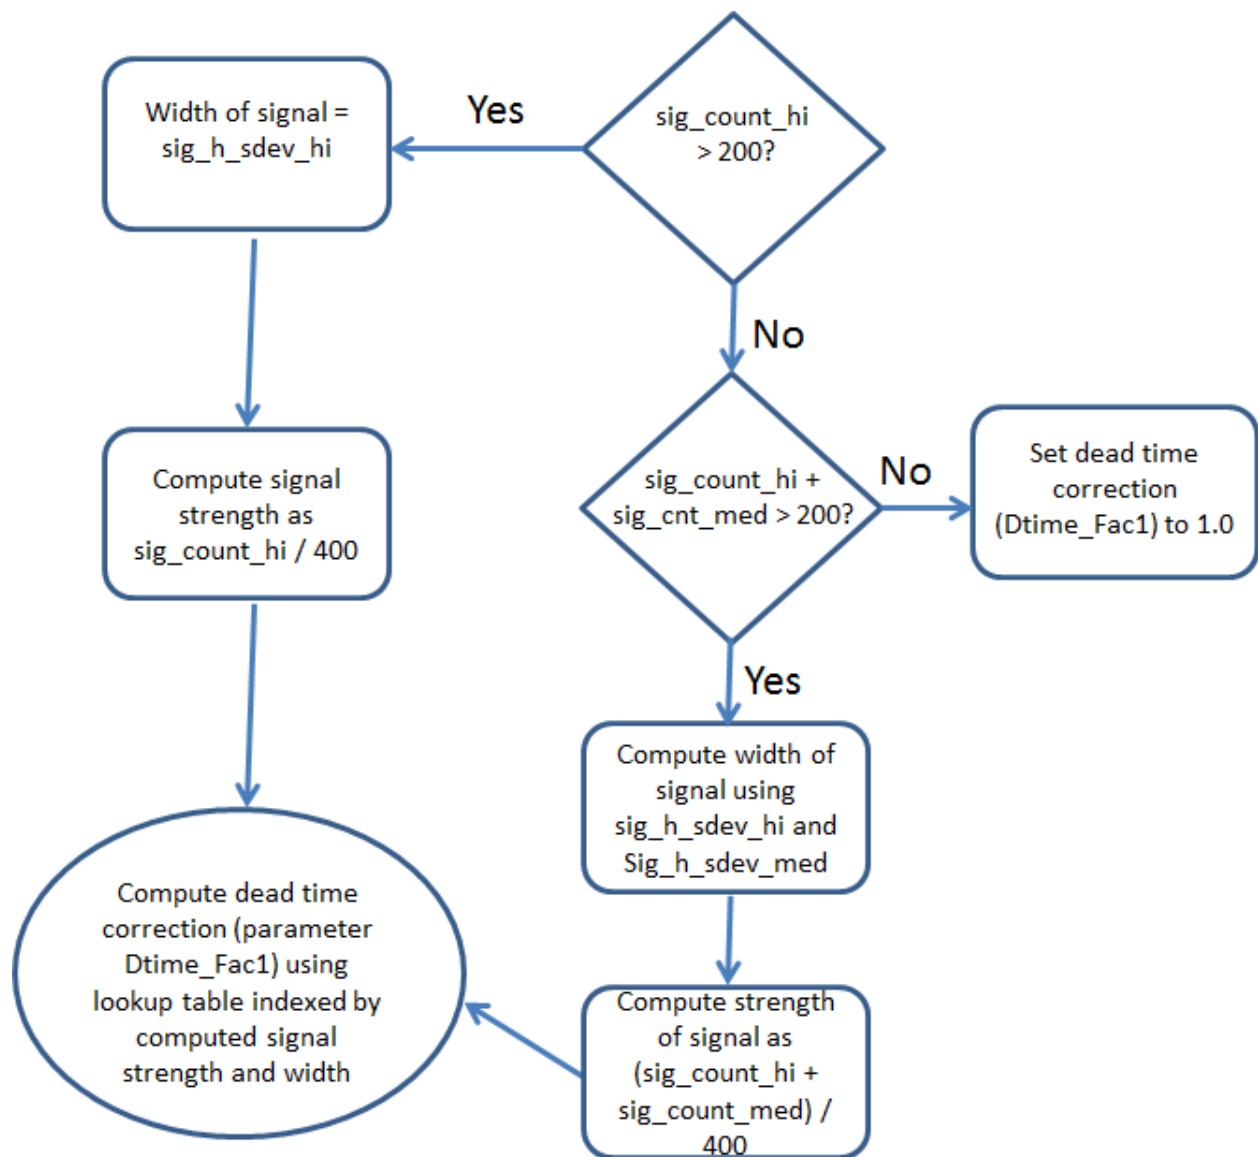 sig_count_hi
> 200?
Yes
Width of signal =
sig_h_sdev_hi
No
Compute signal
strength as
sig_count_hi / 400
sig_count_hi +
sig_cnt_med > 200?
No
Set dead time
correction
(Dtime_Fac1) to 1.0
Yes
Compute width of
signal using
sig_h_sdev_hi and
Sig_h_sdev_med
Compute strength
of signal as
(sig_count_hi +
sig_count_med) /
400
Compute dead time
correction (parameter
Dtime_Fac1) using
lookup table indexed by
computed signal
strength and width